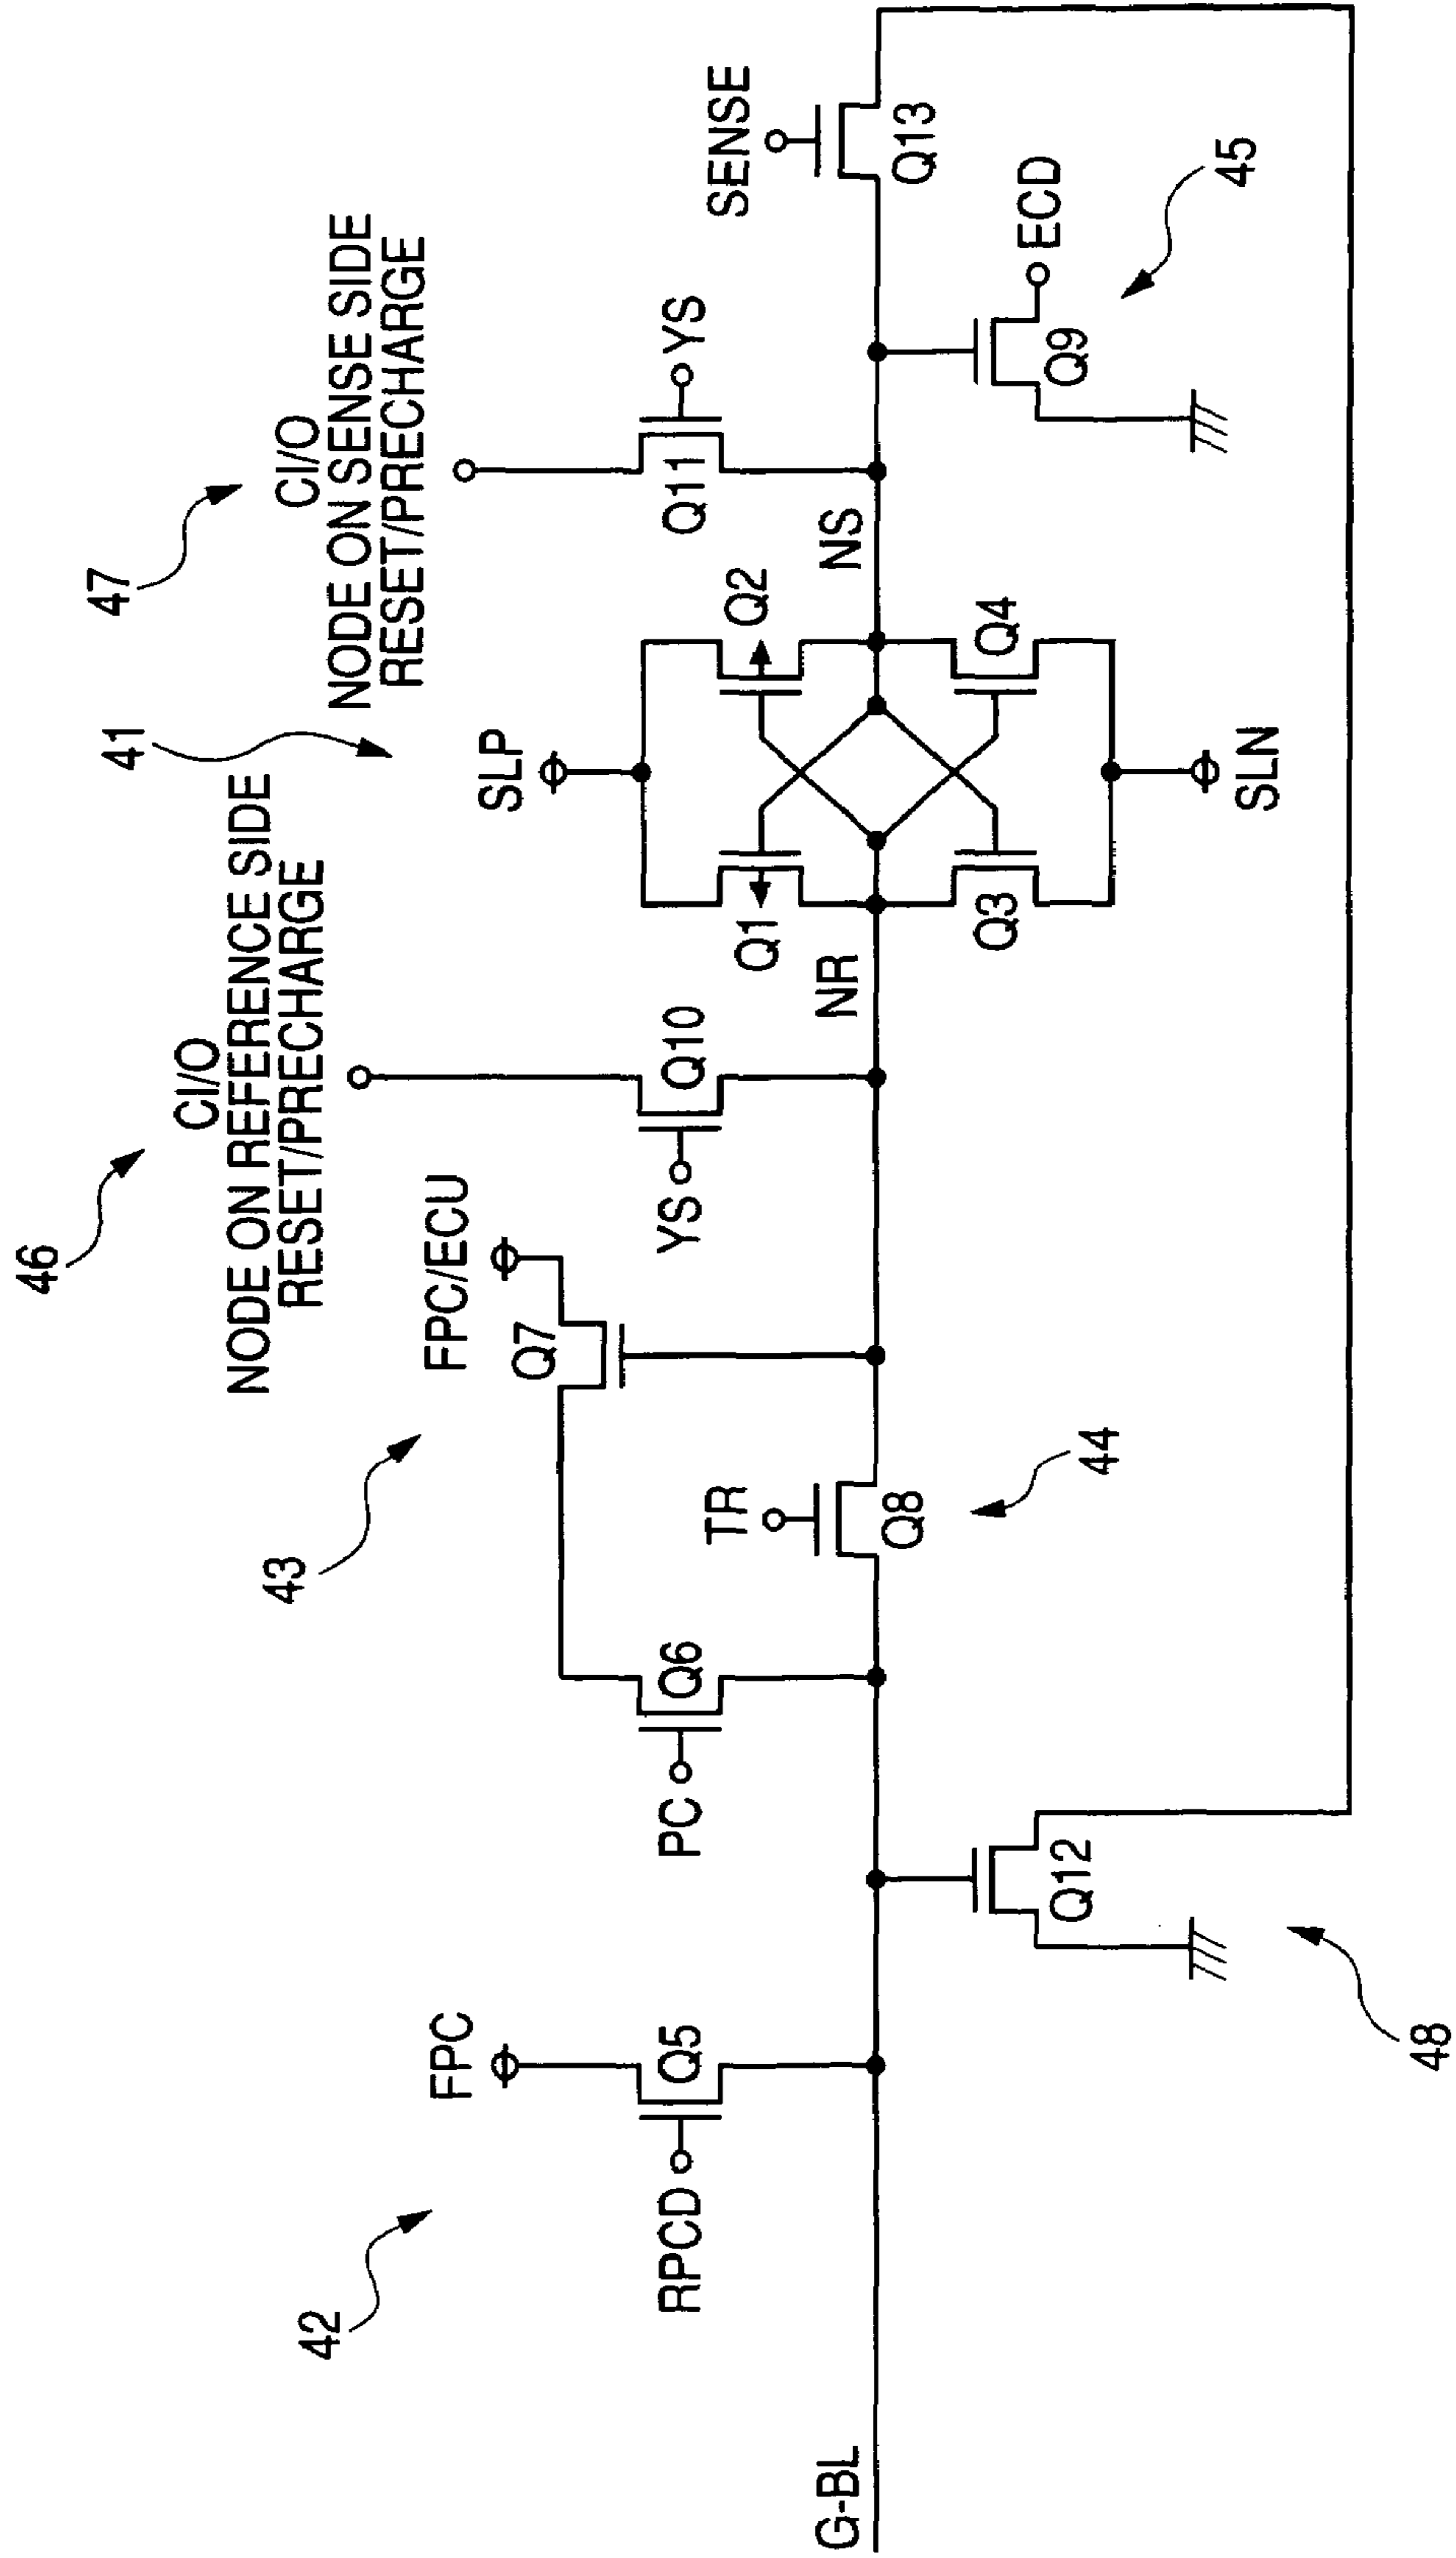 46
47
CI/O
NODE ON REFERENCE SIDE
RESET/PRECHARGE
41
CI/O
NODE ON SENSE SIDE
RESET/PRECHARGE
42
FPC
43
FPC/ECU
Q7
SLP
RPCD
Q5
PC
Q6
TR
YS
Q10
Q1
Q2
Q11
YS
SENSE
G-BL
Q8
NR
NS
Q13
Q12
44
Q3
Q4
Q9
ECD
SLN
45
48